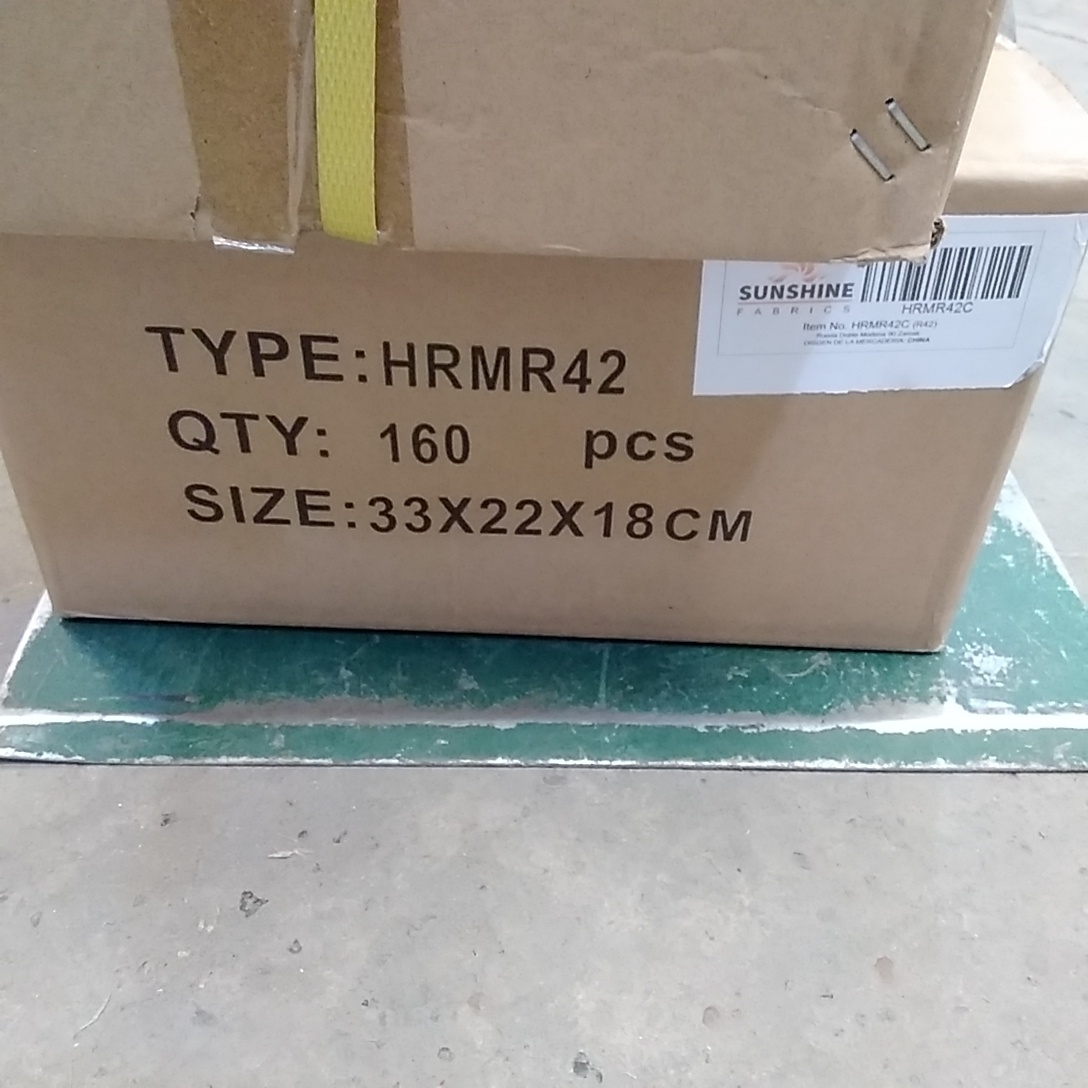 SUNSHINE
FABRICS
HRMR42C
Item No. HRMR42C (R42)
ORIGEN DE LA MERCADERIA: CHINA
TYPE:HRMR42
QTY: 160 pcs
SIZE:33X22X18CM